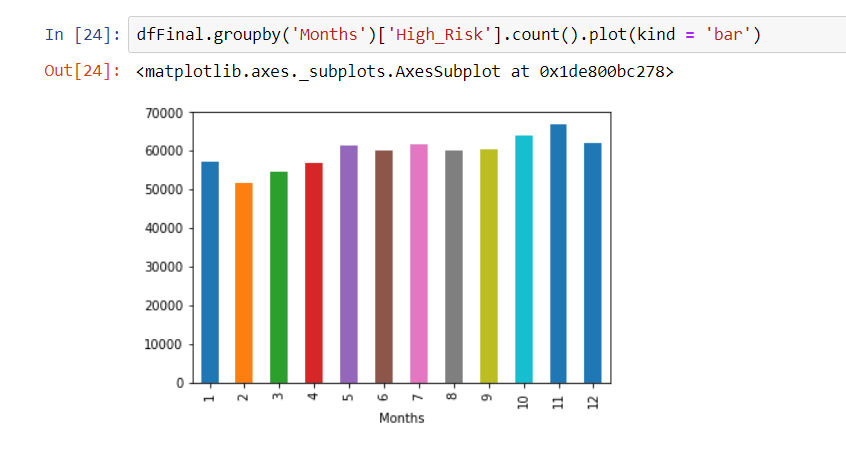 In [24]: dfFinal.groupby('Months')['High_Risk'].count().plot(kind = 'bar')
Out[24]: <matplotlib.axes._subplots.AxesSubplot at 0x1de800bc278>
70000
60000
50000
40000
30000
20000
10000
0
1 2 3 4 5 6 7 8 9 10 11 12
Months